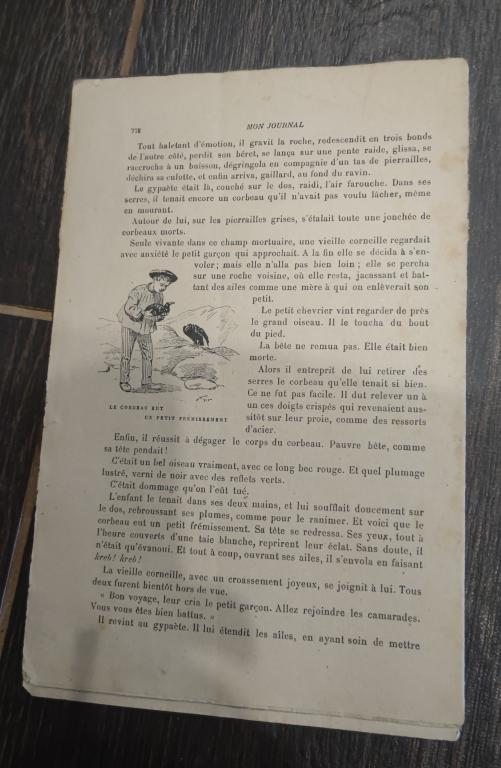 778
MON JOURNAL
Tout haletant d'émotion, il gravit la roche, redescendit en trois bonds
de l'autre côté, perdit son béret, se lança sur une pente raide, glissa, se
raccrocha à un buisson, dégringola en compagnie d'un tas de pierrailles,
déchira sa culotte, et enfin arriva, gaillard, au fond du ravin.
Le gypaète était là, couché sur le dos, raidi, l'air farouche. Dans ses
serres, il tenait encore un corbeau qu'il n'avait pas voulu lâcher, même
en mourant.
Autour de lui, sur les pierrailles grises, s'étalait toute une jonchée de
corbeaux morts.
Seule vivante dans ce champ mortuaire, une vieille corneille regardait
avec anxiété le petit garçon qui approchait. A la fin elle se décida à s'en-
voler; mais elle n'alla pas bien loin; elle se percha
sur une roche voisine, où elle resta, jacassant et bat-
tant des ailes comme une mère à qui on enlèverait son
petit.
Le petit chevrier vint regarder de près
le grand oiseau. Il le toucha du bout
du pied.
La bête ne remua pas. Elle était bien
morte.
Alors il entreprit de lui retirer des
serres le corbeau qu'elle tenait si bien.
Ce ne fut pas facile. Il dut relever un à
un ces doigts crispés qui revenaient aus-
sitôt sur leur proie, comme des ressorts
d'acier.
LE CORBEAU EUT
UN PETIT FRÉMISSEMENT
Enfin, il réussit à dégager le corps du corbeau. Pauvre bête, comme
sa tête pendait!
C'était un bel oiseau vraiment, avec ce long bec rouge. Et quel plumage
lustré, verni de noir avec des reflets verts.
C'était dommage qu'on l'eût tué.
L'enfant le tenait dans ses deux mains, et lui soufflait doucement sur
le dos, rebroussant ses plumes, comme pour le ranimer. Et voici que le
corbeau eut un petit frémissement. Sa tête se redressa. Ses yeux, tout à
l'heure couverts d'une taie blanche, reprirent leur éclat. Sans doute, il
n'était qu'évanoui. Et tout à coup, ouvrant ses ailes, il s'envola en faisant
kreb! kreb!
La vieille corneille, avec un croassement joyeux, se joignit à lui. Tous
deux furent bientôt hors de vue.
« Bon voyage, leur cria le petit garçon. Allez rejoindre les camarades.
Vous vous êtes bien battus. »
Il revint au gypaète. Il lui étendit les ailes, en ayant soin de mettre